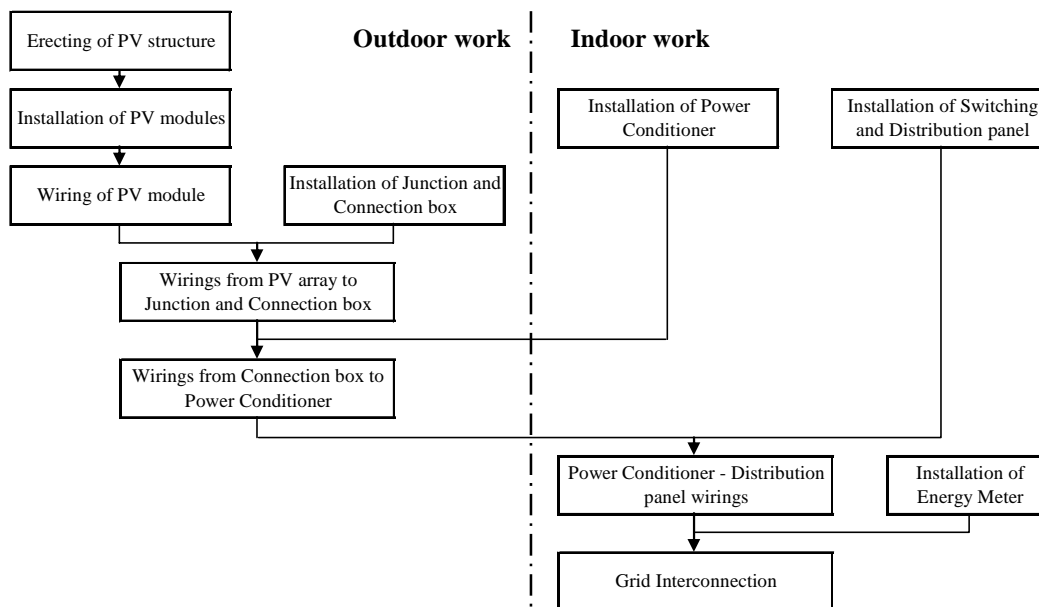 Erecting of PV structure
Outdoor work
Indoor work
Installation of PV modules
Installation of Power
Conditioner
Installation of Switching
and Distribution panel
Wiring of PV module
Installation of Junction and
Connection box
Wirings from PV array to
Junction and Connection box
Wirings from Connection box to
Power Conditioner
Power Conditioner - Distribution
panel wirings
Installation of
Energy Meter
Grid Interconnection